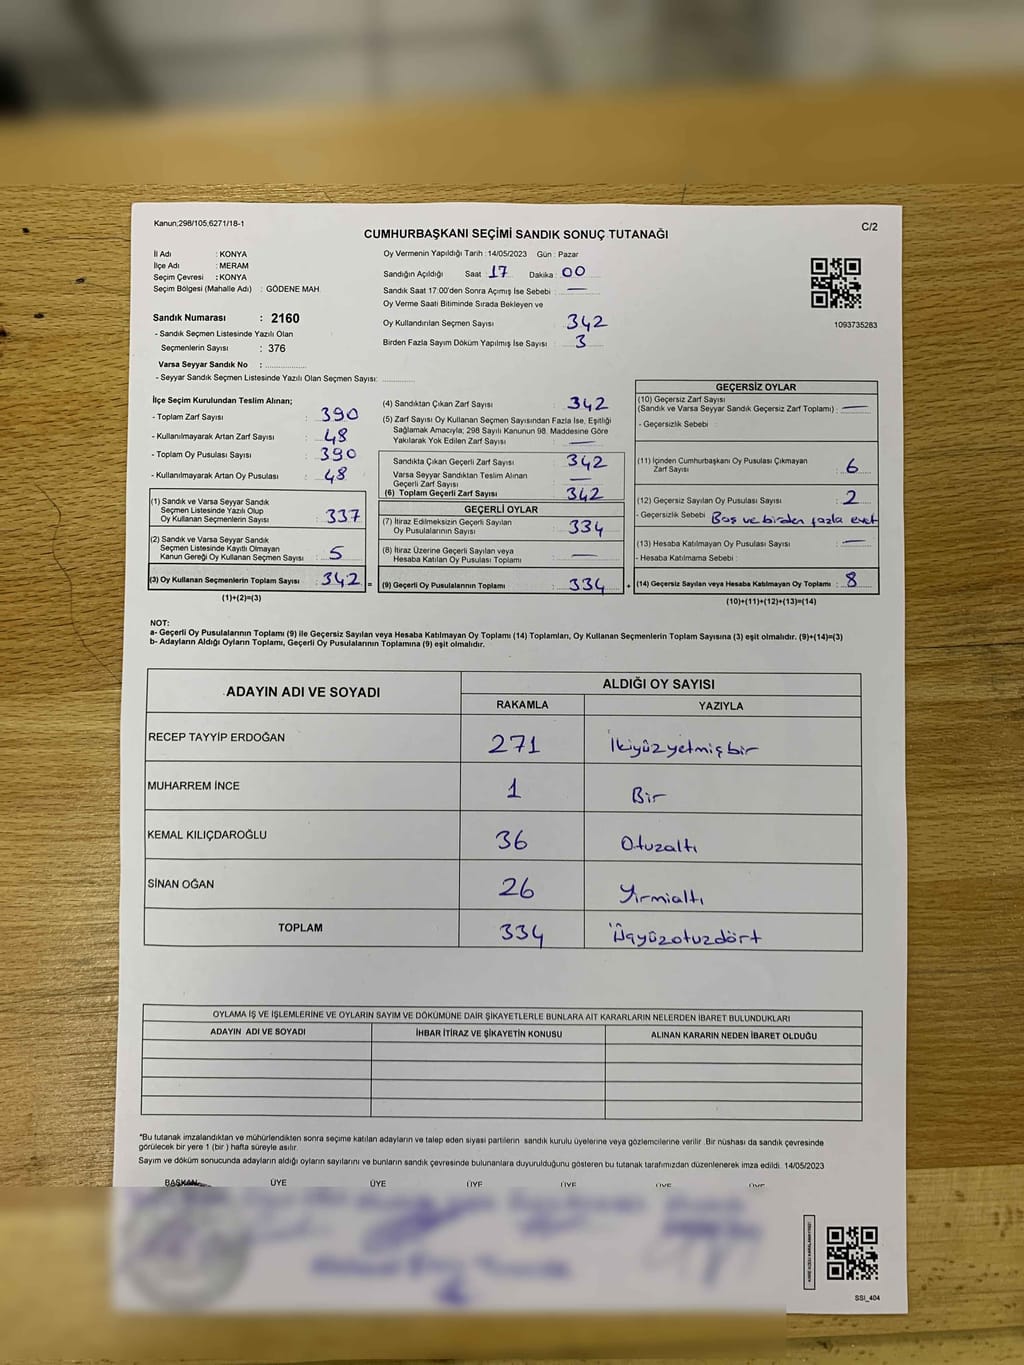 Kanun;298/105,6271/18-1
C/2
CUMHURBAŞKANI SEÇİMİ SANDIK SONUÇ TUTANAĞI
İl Adı : KONYA
İlçe Adı : MERAM
Seçim Çevresi : KONYA
Seçim Bölgesi (Mahalle Adı) : GÖDENE MAH.
Sandık Numarası : 2160
- Sandık Seçmen Listesinde Yazılı Olan
Seçmenlerin Sayısı : 376
Varsa Seyyar Sandık No :
- Seyyar Sandık Seçmen Listesinde Yazılı Olan Seçmen Sayısı:
Oy Vermenin Yapıldığı Tarih : 14/05/2023 Gün : Pazar
Sandığın Açıldığı Saat : 17 Dakika : 00
Sandık Saat 17:00'den Sonra Açımış İse Sebebi : —
Oy Verme Saati Bitiminde Sırada Bekleyen ve
Oy Kullandırılan Seçmen Sayısı 342
Birden Fazla Sayım Döküm Yapılmış İse Sayısı : 3
1093735283
İlçe Seçim Kurulundan Teslim Alınan;
- Toplam Zarf Sayısı : 390
- Kullanılmayarak Artan Zarf Sayısı : 48
- Toplam Oy Pusulası Sayısı : 390
- Kullanılmayarak Artan Oy Pusulası : 48
(1) Sandık ve Varsa Seyyar Sandık
Seçmen Listesinde Yazılı Olup
Oy Kullanan Seçmenlerin Sayısı : 337
(2) Sandık ve Varsa Seyyar Sandık
Seçmen Listesinde Kayıtlı Olmayan
Kanun Gereği Oy Kullanan Seçmen Sayısı : 5
(3) Oy Kullanan Seçmenlerin Toplam Sayısı : 342 =
(1)+(2)=(3)
(4) Sandıktan Çıkan Zarf Sayısı : 342
(5) Zarf Sayısı Oy Kullanan Seçmen Sayısından Fazla İse, Eşitliği
Sağlamak Amacıyla; 298 Sayılı Kanunun 98. Maddesine Göre
Yakılarak Yok Edilen Zarf Sayısı : —
Sandıkta Çıkan Geçerli Zarf Sayısı : 342
Varsa Seyyar Sandıktan Teslim Alınan
Geçerli Zarf Sayısı : —
(6) Toplam Geçerli Zarf Sayısı : 342
GEÇERLİ OYLAR
(7) İtiraz Edilmeksizin Geçerli Sayılan
Oy Pusulalarının Sayısı : 334
(8) İtiraz Üzerine Geçerli Sayılan veya
Hesaba Katılan Oy Pusulası Toplamı : —
(9) Geçerli Oy Pusulalarının Toplamı : 334 +
GEÇERSİZ OYLAR
(10) Geçersiz Zarf Sayısı
(Sandık ve Varsa Seyyar Sandık Geçersiz Zarf Toplamı) : —
- Geçersizlik Sebebi :
(11) İçinden Cumhurbaşkanı Oy Pusulası Çıkmayan
Zarf Sayısı : 6
(12) Geçersiz Sayılan Oy Pusulası Sayısı : 2
- Geçersizlik Sebebi Boş ve birden fazla evet
(13) Hesaba Katılmayan Oy Pusulası Sayısı : —
- Hesaba Katılmama Sebebi :
(14) Geçersiz Sayılan veya Hesaba Katılmayan Oy Toplamı : 8
(10)+(11)+(12)+(13)=(14)
NOT:
a- Geçerli Oy Pusulalarının Toplamı (9) ile Geçersiz Sayılan veya Hesaba Katılmayan Oy Toplamı (14) Toplamları, Oy Kullanan Seçmenlerin Toplam Sayısına (3) eşit olmalıdır. (9)+(14)=(3)
b- Adayların Aldığı Oyların Toplamı, Geçerli Oy Pusulalarının Toplamına (9) eşit olmalıdır.
ADAYIN ADI VE SOYADI
ALDIĞI OY SAYISI
RAKAMLA YAZIYLA
RECEP TAYYİP ERDOĞAN 271 İkiyüzyetmişbir
MUHARREM İNCE 1 Bir
KEMAL KILIÇDAROĞLU 36 Otuzaltı
SİNAN OĞAN 26 Yirmialtı
TOPLAM 334 Üçyüzotuzdört
OYLAMA İŞ VE İŞLEMLERİNE VE OYLARIN SAYIM VE DÖKÜMÜNE DAİR ŞİKAYETLERLE BUNLARA AİT KARARLARIN NELERDEN İBARET BULUNDUKLARI
ADAYIN ADI VE SOYADI İHBAR İTİRAZ VE ŞİKAYETİN KONUSU ALINAN KARARIN NEDEN İBARET OLDUĞU
*Bu tutanak imzalandıktan ve mühürlendikten sonra seçime katılan adayların ve talep eden siyasi partilerin sandık kurulu üyelerine veya gözlemcilerine verilir. Bir nüshası da sandık çevresinde
görülecek bir yere 1 (bir) hafta süreyle asılır.
Sayım ve döküm sonucunda adayların aldığı oyların sayılarını ve bunların sandık çevresinde bulunanlara duyurulduğunu gösteren bu tutanak tarafımızdan düzenlenerek imza edildi. 14/05/2023
BAŞKAN ÜYE ÜYE ÜYE ÜYE ÜYE ÜYE
SSİ_404